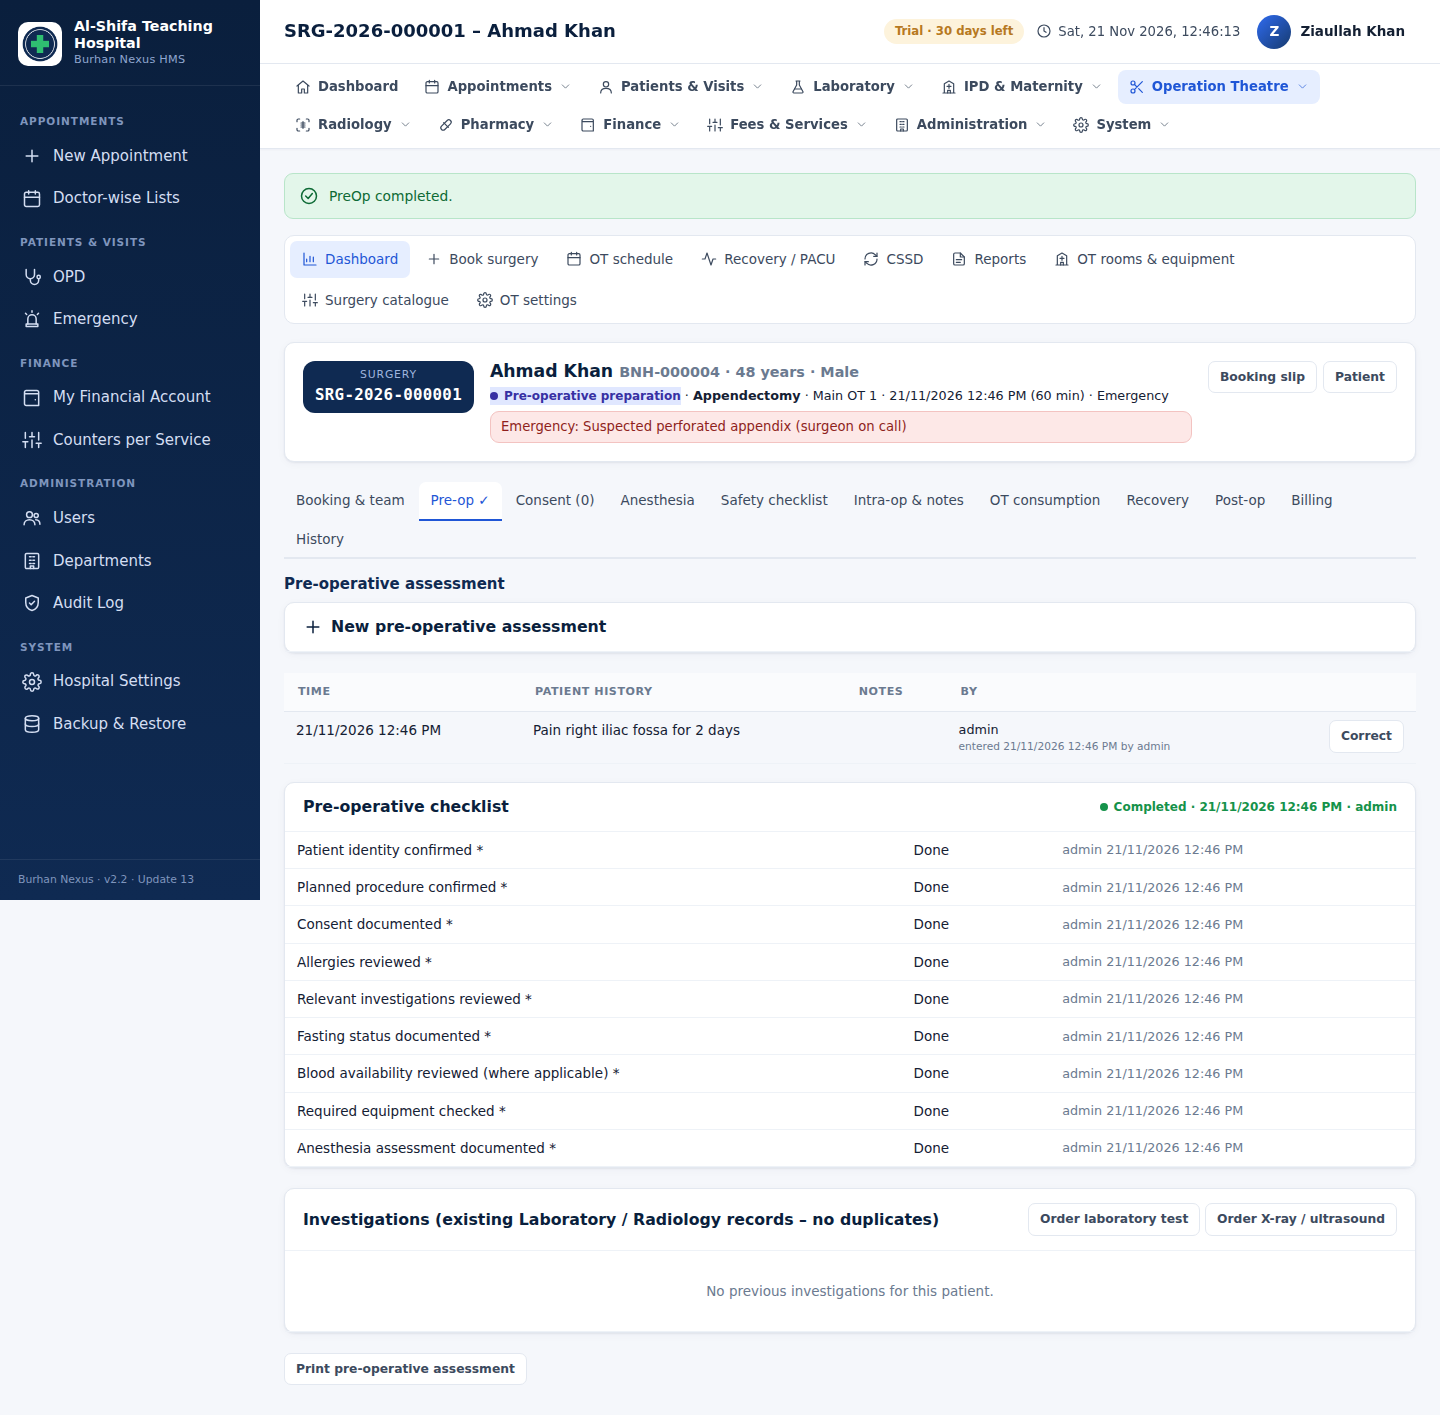 Al-Shifa Teaching Hospital
Burhan Nexus HMS
APPOINTMENTS
New Appointment
Doctor-wise Lists
PATIENTS & VISITS
OPD
Emergency
FINANCE
My Financial Account
Counters per Service
ADMINISTRATION
Users
Departments
Audit Log
SYSTEM
Hospital Settings
Backup & Restore
Burhan Nexus · v2.2 · Update 13
SRG-2026-000001 – Ahmad Khan
Trial · 30 days left
Sat, 21 Nov 2026, 12:46:13
Z
Ziaullah Khan
Dashboard Appointments Patients & Visits Laboratory IPD & Maternity Operation Theatre
Radiology Pharmacy Finance Fees & Services Administration System
PreOp completed.
Dashboard Book surgery OT schedule Recovery / PACU CSSD Reports OT rooms & equipment
Surgery catalogue OT settings
SURGERY
SRG-2026-000001
Ahmad Khan BNH-000004 · 48 years · Male
Pre-operative preparation · Appendectomy · Main OT 1 · 21/11/2026 12:46 PM (60 min) · Emergency
Emergency: Suspected perforated appendix (surgeon on call)
Booking slip Patient
Booking & team Pre-op ✓ Consent (0) Anesthesia Safety checklist Intra-op & notes OT consumption Recovery Post-op Billing
History
Pre-operative assessment
+ New pre-operative assessment
TIME PATIENT HISTORY NOTES BY
21/11/2026 12:46 PM Pain right iliac fossa for 2 days admin Correct
entered 21/11/2026 12:46 PM by admin
Pre-operative checklist Completed · 21/11/2026 12:46 PM · admin
Patient identity confirmed * Done admin 21/11/2026 12:46 PM
Planned procedure confirmed * Done admin 21/11/2026 12:46 PM
Consent documented * Done admin 21/11/2026 12:46 PM
Allergies reviewed * Done admin 21/11/2026 12:46 PM
Relevant investigations reviewed * Done admin 21/11/2026 12:46 PM
Fasting status documented * Done admin 21/11/2026 12:46 PM
Blood availability reviewed (where applicable) * Done admin 21/11/2026 12:46 PM
Required equipment checked * Done admin 21/11/2026 12:46 PM
Anesthesia assessment documented * Done admin 21/11/2026 12:46 PM
Investigations (existing Laboratory / Radiology records – no duplicates) Order laboratory test Order X-ray / ultrasound
No previous investigations for this patient.
Print pre-operative assessment